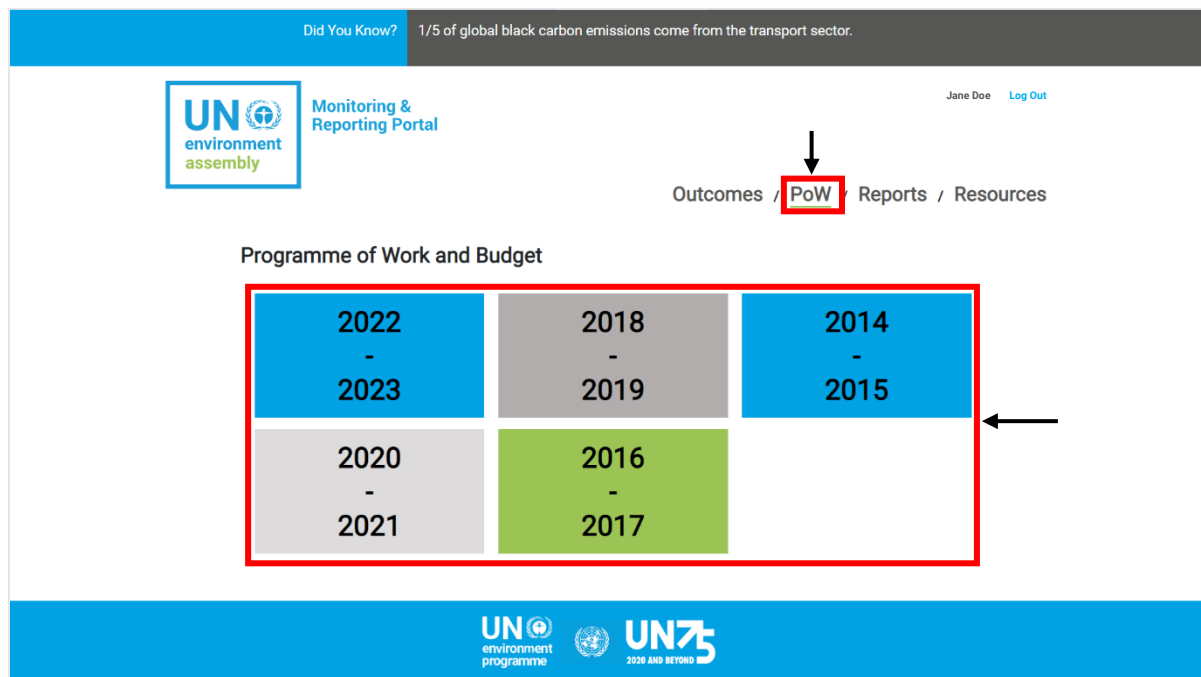 Did You Know? 1/5 of global black carbon emissions come from the transport sector.
Jane Doe Log Out
UN
environment
assembly
Monitoring &
Reporting Portal
Outcomes / PoW / Reports / Resources
Programme of Work and Budget
2022
-
2023
2018
-
2019
2014
-
2015
2020
-
2021
2016
-
2017
UN
environment
programme
UN75
2020 AND BEYOND